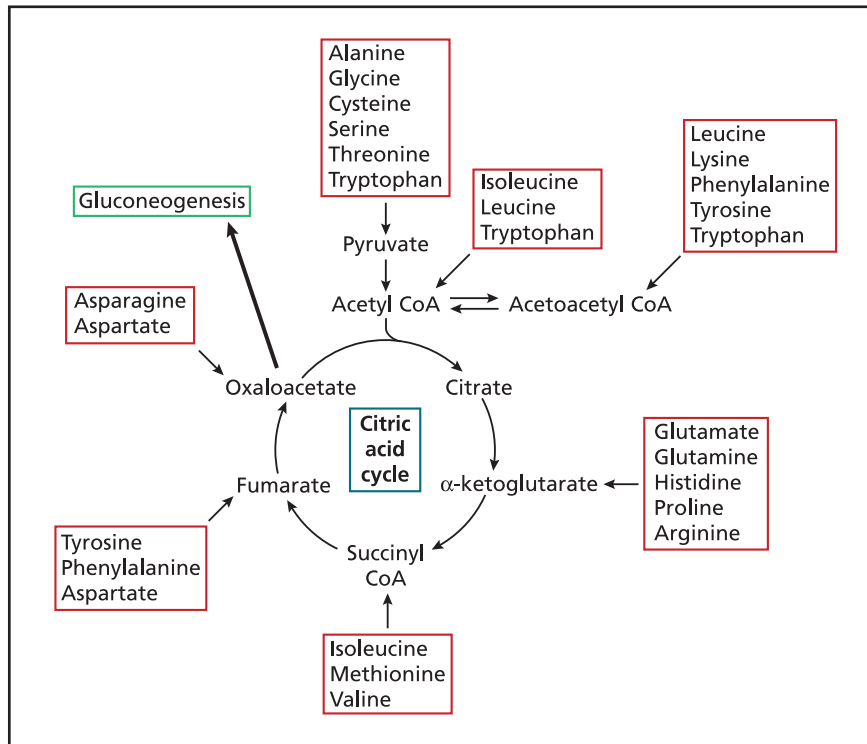 Alanine
Glycine
Cysteine
Serine
Threonine
Tryptophan
Leucine
Lysine
Phenylalanine
Tyrosine
Tryptophan
Isoleucine
Leucine
Tryptophan
Gluconeogenesis
Pyruvate
Acetyl CoA
Acetoacetyl CoA
Asparagine
Aspartate
Oxaloacetate
Citrate
Citric
acid
cycle
Glutamate
Glutamine
Histidine
Proline
Arginine
Fumarate
α-ketoglutarate
Tyrosine
Phenylalanine
Aspartate
Succinyl
CoA
Isoleucine
Methionine
Valine